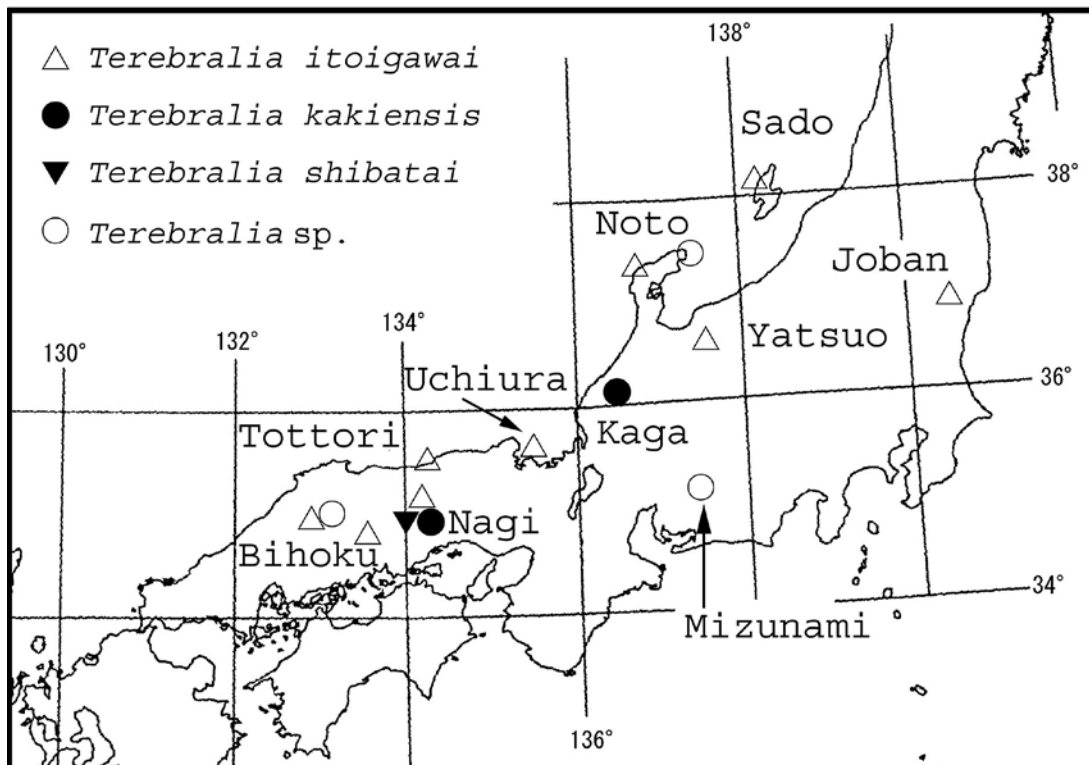 Terebralia itoigawai
Terebralia kakiensis
Terebralia shibatai
Terebralia sp.
138°
Sado
38°
Noto
Joban
134°
132°
130°
Yatsuo
Uchiura
36°
Tottori
Kaga
Nagi
Bihoku
34°
Mizunami
136°